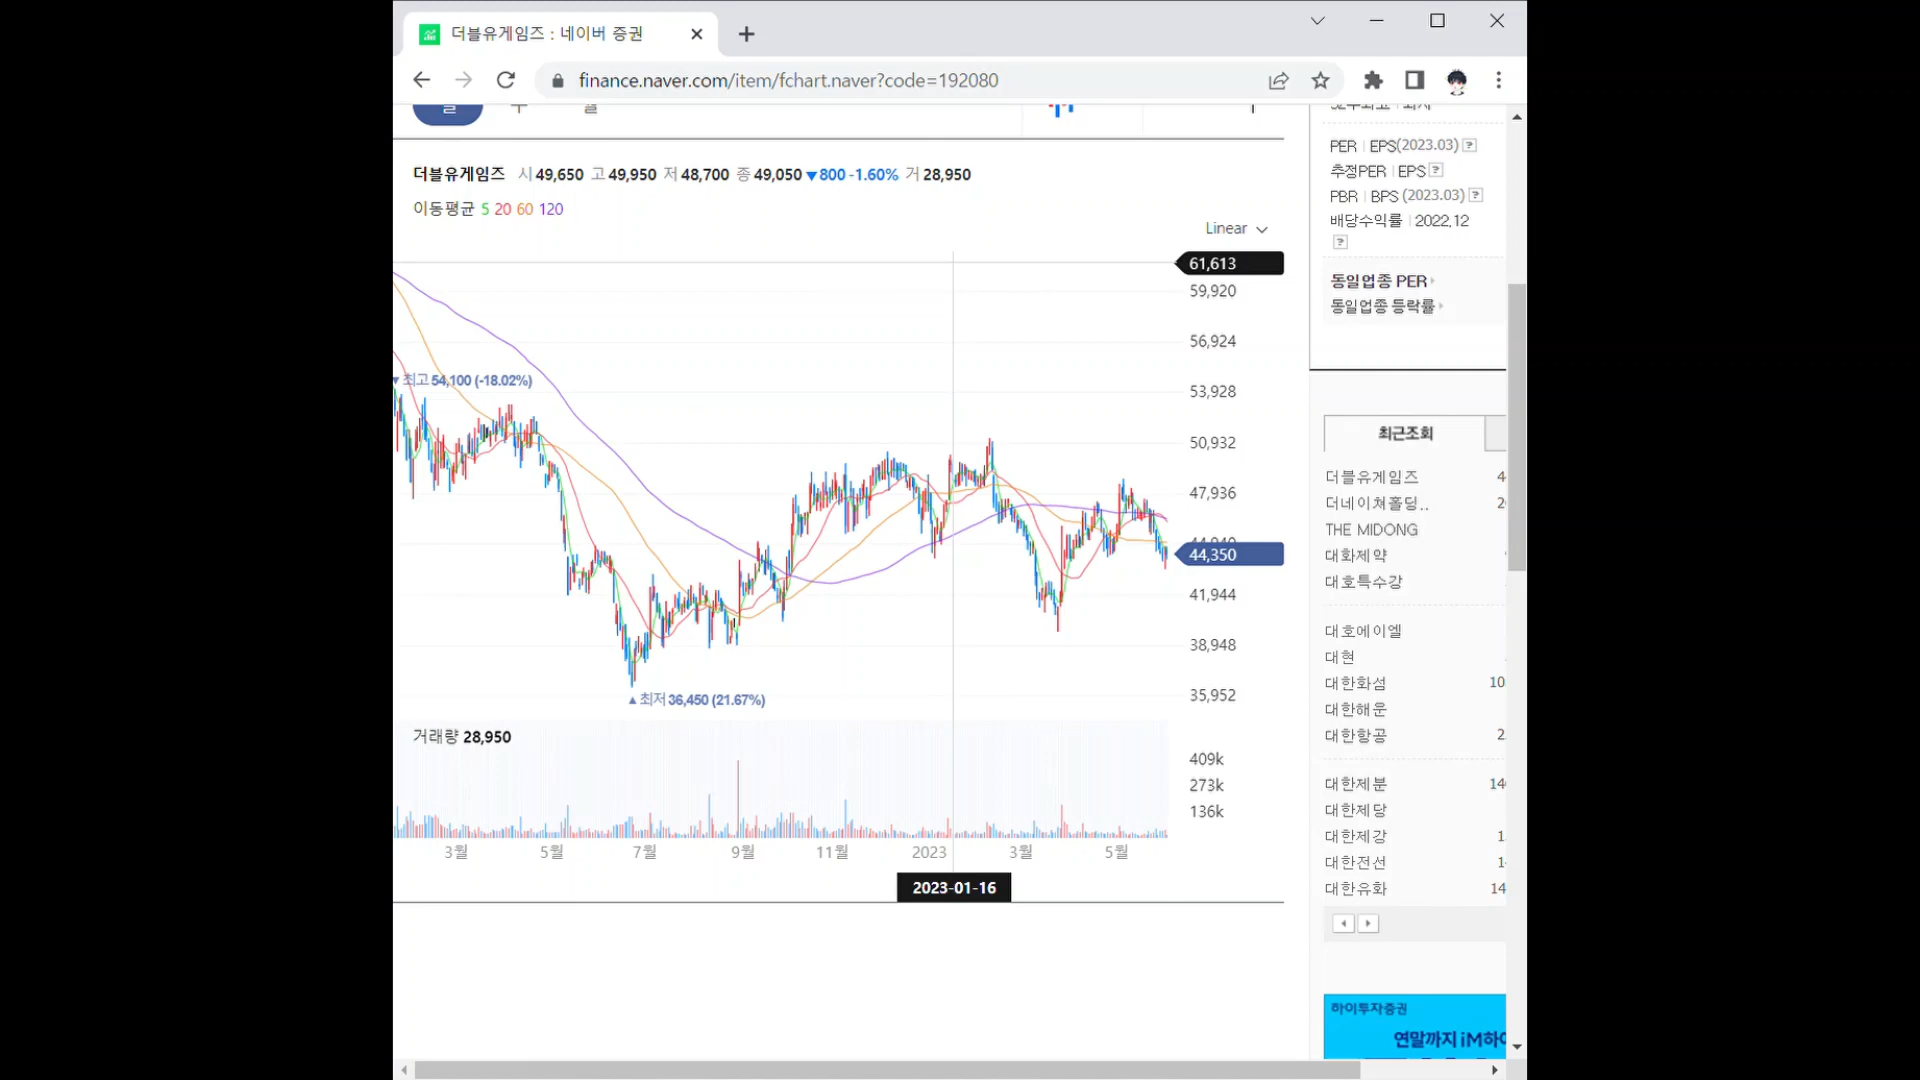 더블유게임즈 : 네이버 증권
finance.naver.com/item/fchart.naver?code=192080
더블유게임즈 시 49,650 고 49,950 저 48,700 종 49,050 ▼800 -1.60% 거 28,950
이동평균 5 20 60 120
Linear
61,613
59,920
56,924
53,928
50,932
47,936
44,350
41,944
38,948
35,952
▼최고 54,100 (-18.02%)
▲최저 36,450 (21.67%)
거래량 28,950
409k
273k
136k
3월 5월 7월 9월 11월 2023 3월 5월
2023-01-16
PER | EPS(2023.03) ?
추정PER | EPS ?
PBR | BPS (2023.03) ?
배당수익률 | 2022.12
?
동일업종 PER
동일업종 등락률
최근조회
더블유게임즈 4
더네이쳐홀딩.. 2
THE MIDONG
대화제약
대호특수강
대호에이엘
대현
대한화섬 10
대한해운
대한항공 2
대한제분 14
대한제당
대한제강 1
대한전선 1
대한유화 14
하이투자증권
연말까지 iM하이